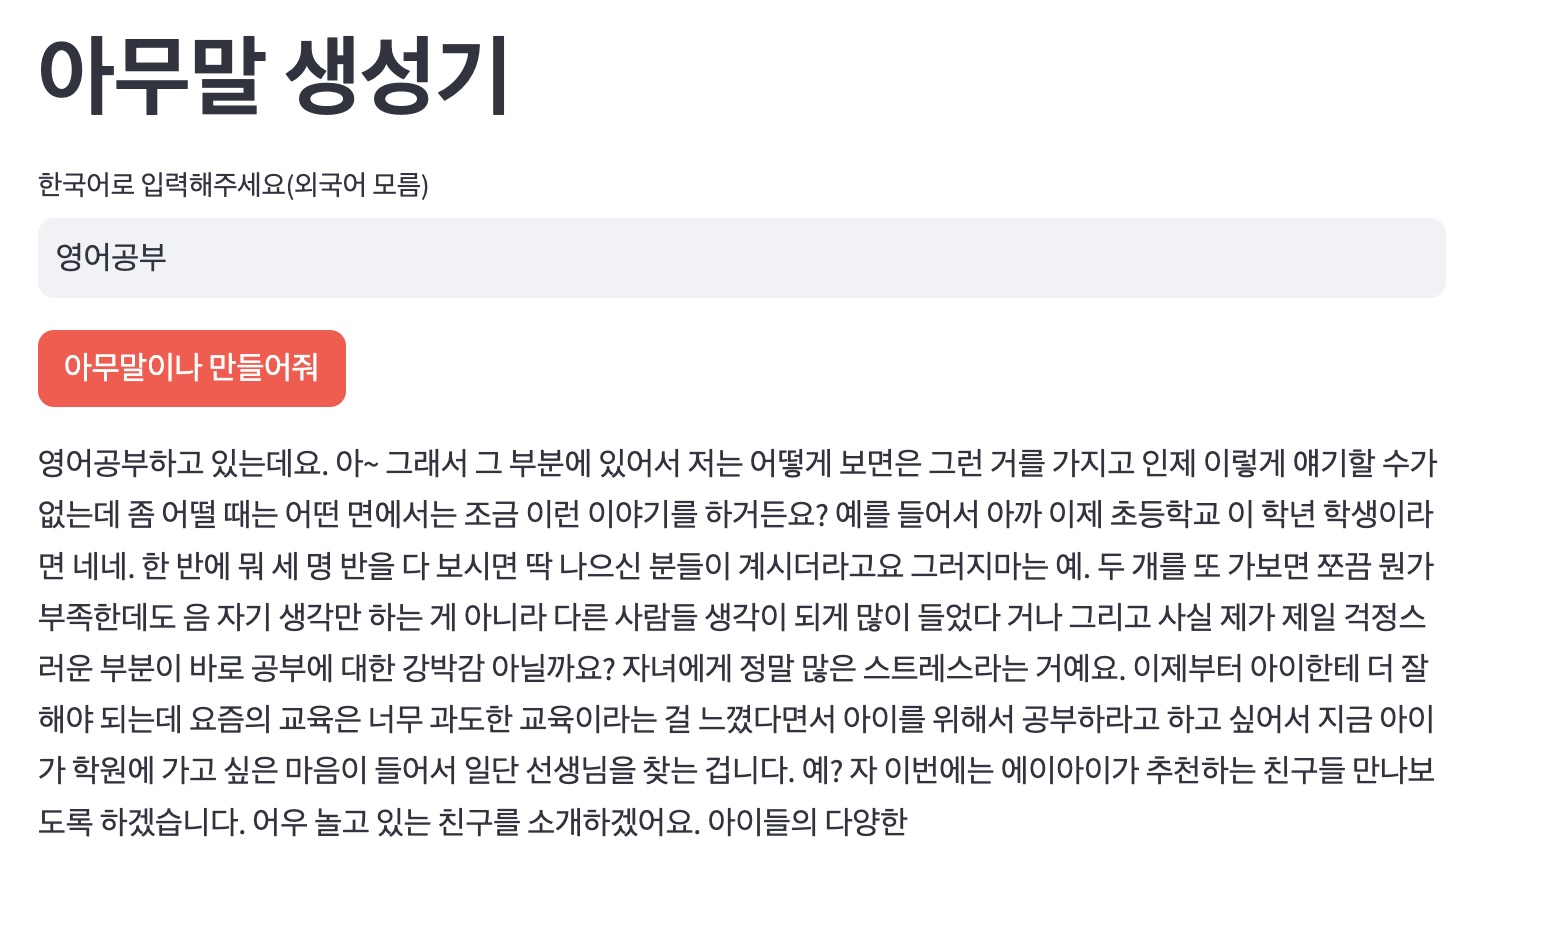 아무말 생성기
한국어로 입력해주세요(외국어 모름)
영어공부
아무말이나 만들어줘
영어공부하고 있는데요. 아~ 그래서 그 부분에 있어서 저는 어떻게 보면은 그런 거를 가지고 인제 이렇게 얘기할 수가
없는데 좀 어떨 때는 어떤 면에서는 조금 이런 이야기를 하거든요? 예를 들어서 아까 이제 초등학교 이 학년 학생이라
면 네네. 한 반에 뭐 세 명 반을 다 보시면 딱 나으신 분들이 계시더라고요 그러지마는 예. 두 개를 또 가보면 쪼끔 뭔가
부족한데도 음 자기 생각만 하는 게 아니라 다른 사람들 생각이 되게 많이 들었다 거나 그리고 사실 제가 제일 걱정스
러운 부분이 바로 공부에 대한 강박감 아닐까요? 자녀에게 정말 많은 스트레스라는 거예요. 이제부터 아이한테 더 잘
해야 되는데 요즘의 교육은 너무 과도한 교육이라는 걸 느꼈다면서 아이를 위해서 공부하라고 하고 싶어서 지금 아이
가 학원에 가고 싶은 마음이 들어서 일단 선생님을 찾는 겁니다. 예? 자 이번에는 에이아이가 추천하는 친구들 만나보
도록 하겠습니다. 어우 놀고 있는 친구를 소개하겠어요. 아이들의 다양한